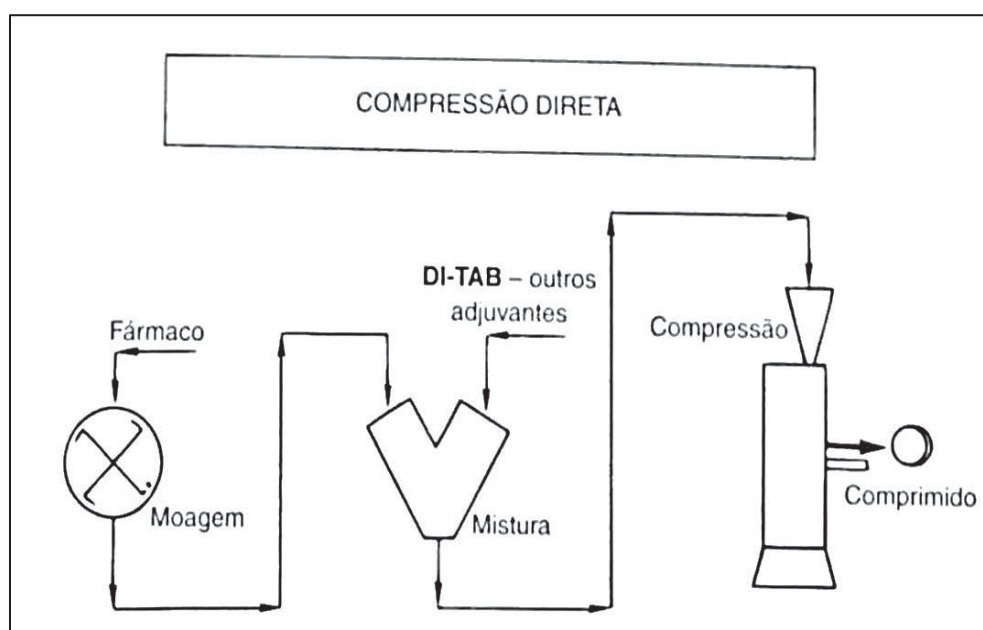 COMPRESSÃO DIRETA
DI-TAB – outros
adjuvantes
Fármaco
Compressão
Moagem
Mistura
Comprimido